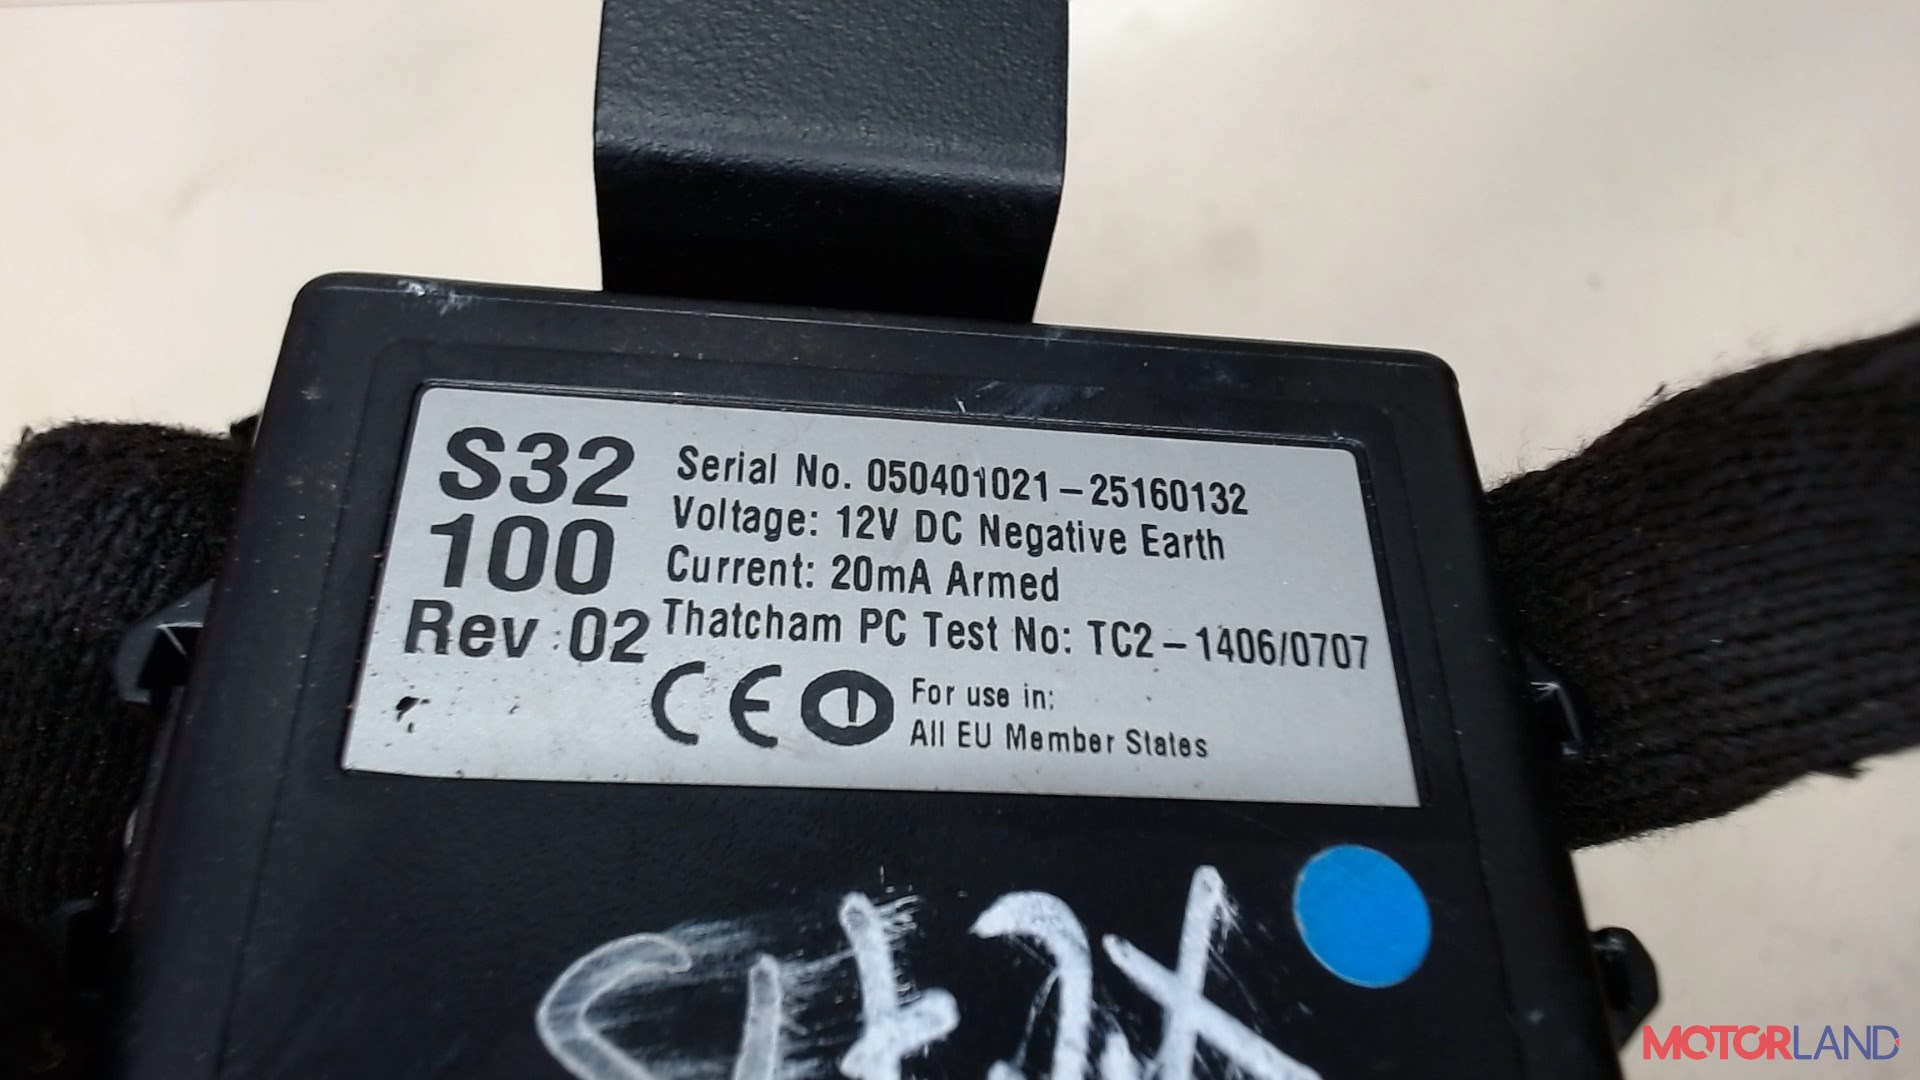 S32
100
Rev 02
Serial No. 050401021-25160132
Voltage: 12V DC Negative Earth
Current: 20mA Armed
Thatcham PC Test No: TC2-1406/0707
CE
For use in:
All EU Member States
MOTORLAND